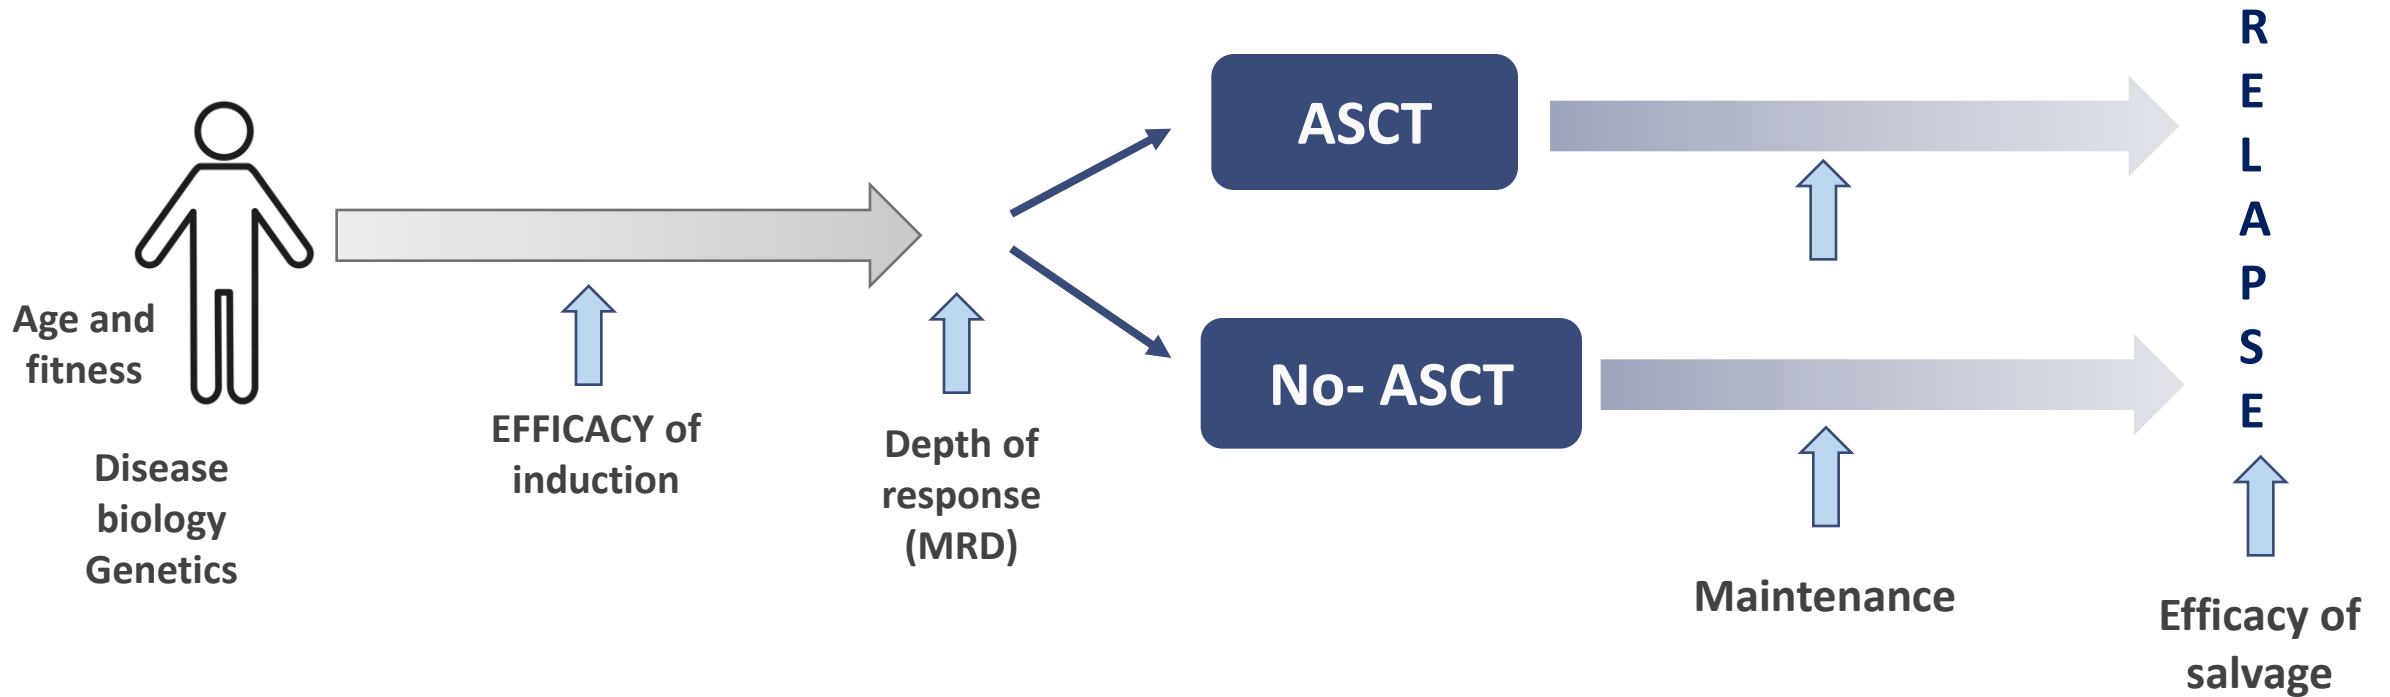 Age and
fitness
Disease
biology
Genetics
EFFICACY of
induction
Depth of
response
(MRD)
ASCT
No- ASCT
Maintenance
R
E
L
A
P
S
E
Efficacy of
salvage